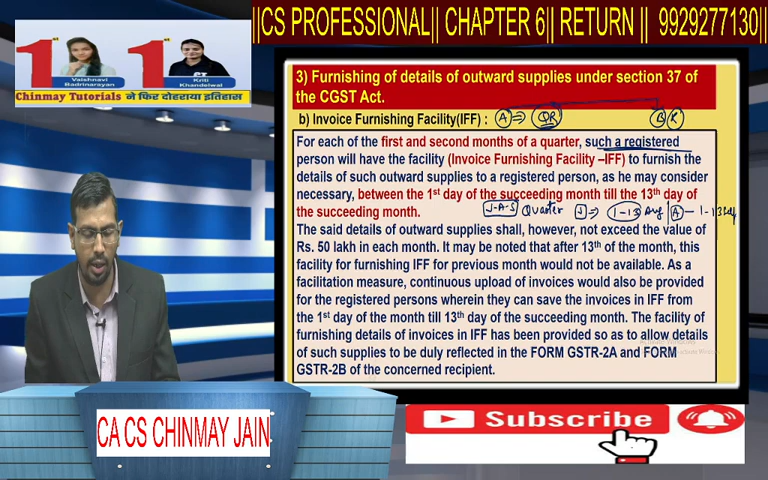 ||CS PROFESSIONAL|| CHAPTER 6|| RETURN || 9929277130||
1st
1st
Vaishnavi
Badrinarayan
Kriti
Khandelwal
Chinmay Tutorials ने फिर दोहराया इतिहास
3) Furnishing of details of outward supplies under section 37 of
the CGST Act.
b) Invoice Furnishing Facility(IFF) : A ⇒ QR B R
For each of the first and second months of a quarter, such a registered
person will have the facility (Invoice Furnishing Facility –IFF) to furnish the
details of such outward supplies to a registered person, as he may consider
necessary, between the 1st day of the succeeding month till the 13th day of
the succeeding month. J-A-S Quarter J ⇒ 1-13 Aug A – 1-13 Sep
The said details of outward supplies shall, however, not exceed the value of
Rs. 50 lakh in each month. It may be noted that after 13th of the month, this
facility for furnishing IFF for previous month would not be available. As a
facilitation measure, continuous upload of invoices would also be provided
for the registered persons wherein they can save the invoices in IFF from
the 1st day of the month till 13th day of the succeeding month. The facility of
furnishing details of invoices in IFF has been provided so as to allow details
of such supplies to be duly reflected in the FORM GSTR-2A and FORM
GSTR-2B of the concerned recipient.
CA CS CHINMAY JAIN
Subscribe